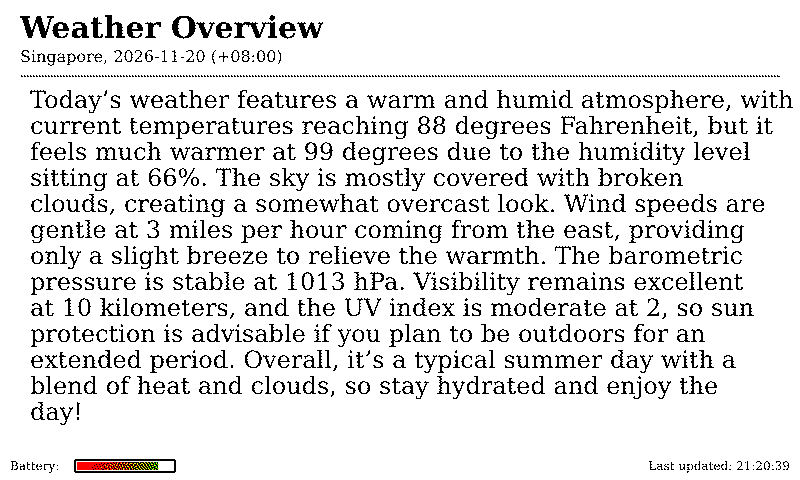 Weather Overview
Singapore, 2026-11-20 (+08:00)
Today’s weather features a warm and humid atmosphere, with
current temperatures reaching 88 degrees Fahrenheit, but it
feels much warmer at 99 degrees due to the humidity level
sitting at 66%. The sky is mostly covered with broken
clouds, creating a somewhat overcast look. Wind speeds are
gentle at 3 miles per hour coming from the east, providing
only a slight breeze to relieve the warmth. The barometric
pressure is stable at 1013 hPa. Visibility remains excellent
at 10 kilometers, and the UV index is moderate at 2, so sun
protection is advisable if you plan to be outdoors for an
extended period. Overall, it’s a typical summer day with a
blend of heat and clouds, so stay hydrated and enjoy the
day!
Battery:
Last updated: 21:20:39